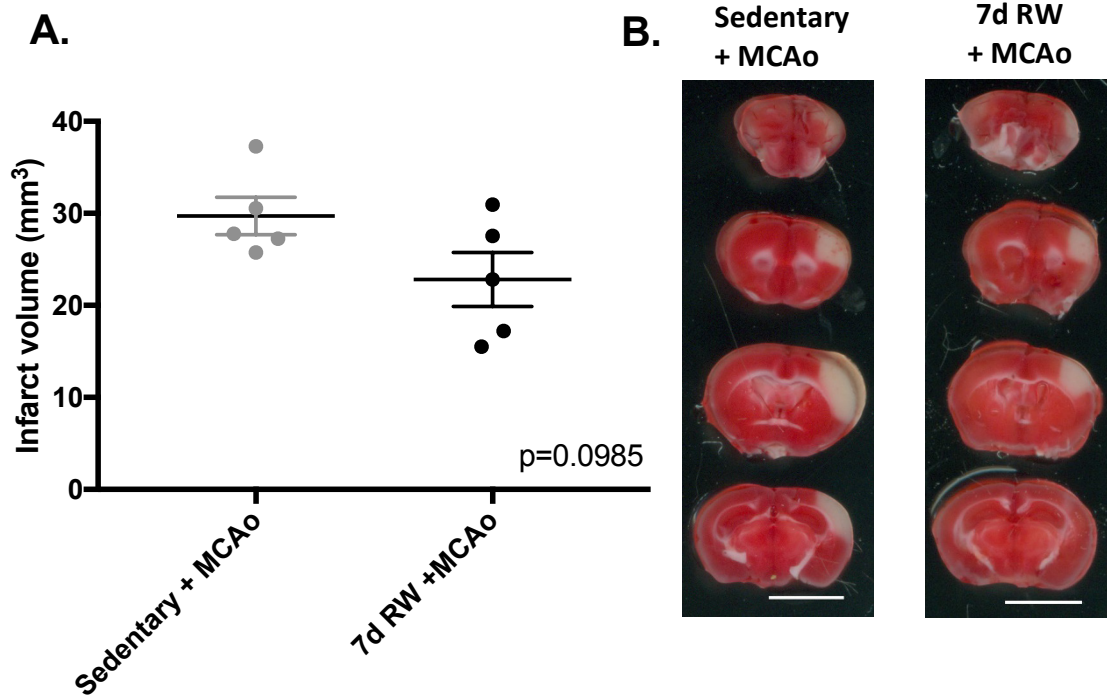 A.
Infarct volume (mm³)
40
30
20
10
0
p=0.0985
Sedentary + MCAo
7d RW +MCAo
B.
Sedentary
+ MCAo
7d RW
+ MCAo